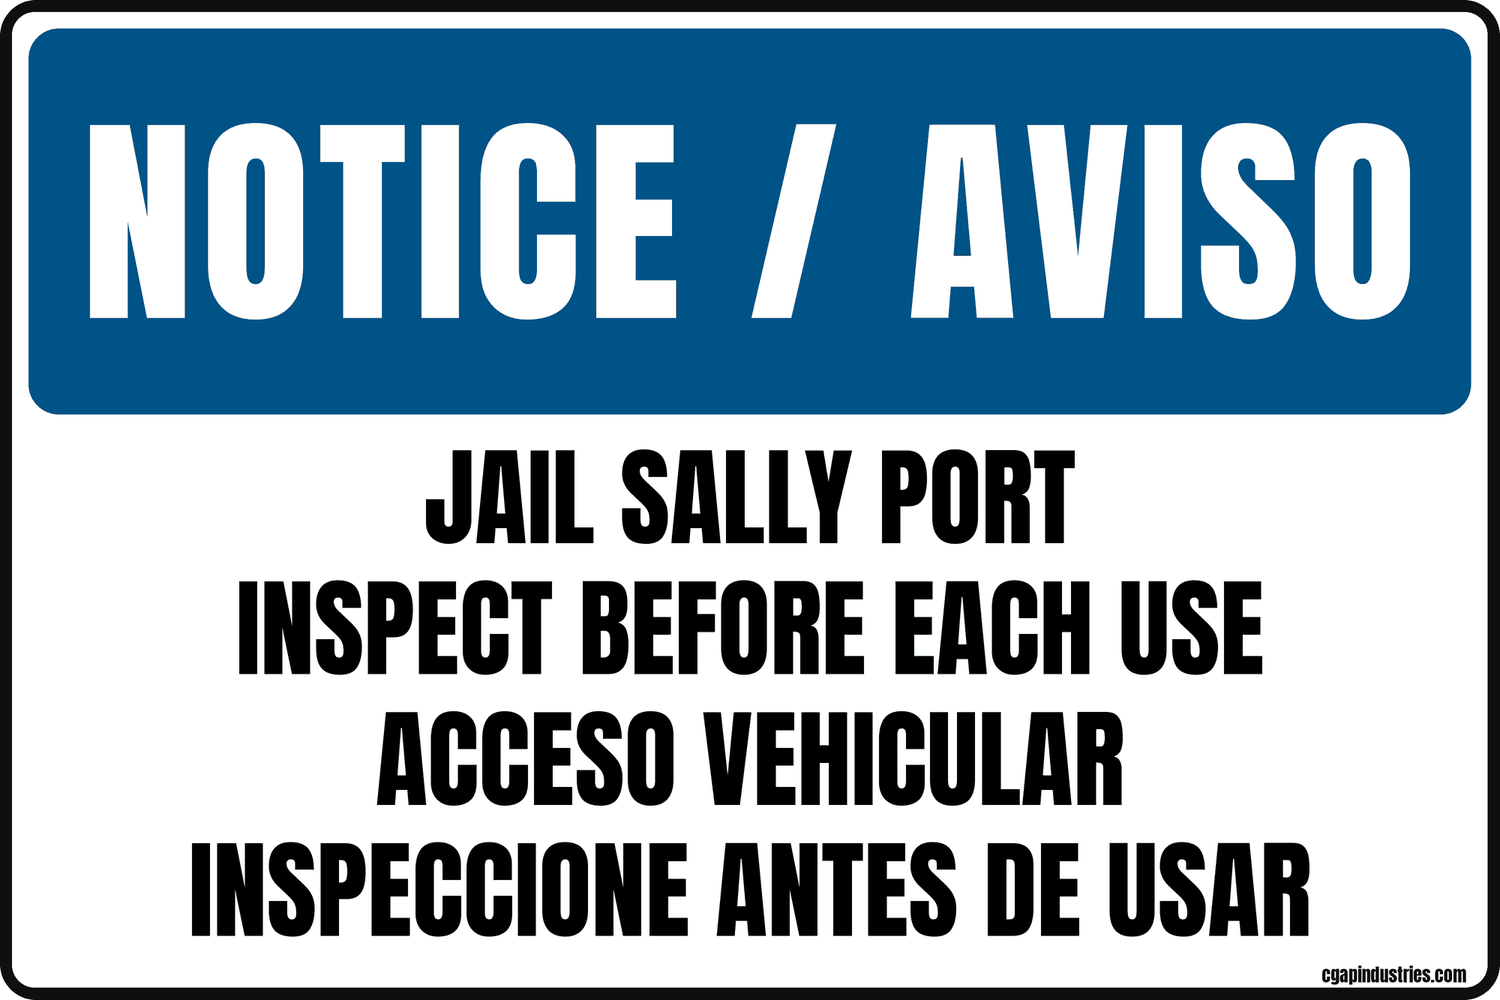 NOTICE / AVISO
JAIL SALLY PORT
INSPECT BEFORE EACH USE
ACCESO VEHICULAR
INSPECCIONE ANTES DE USAR
cgapindustries.com